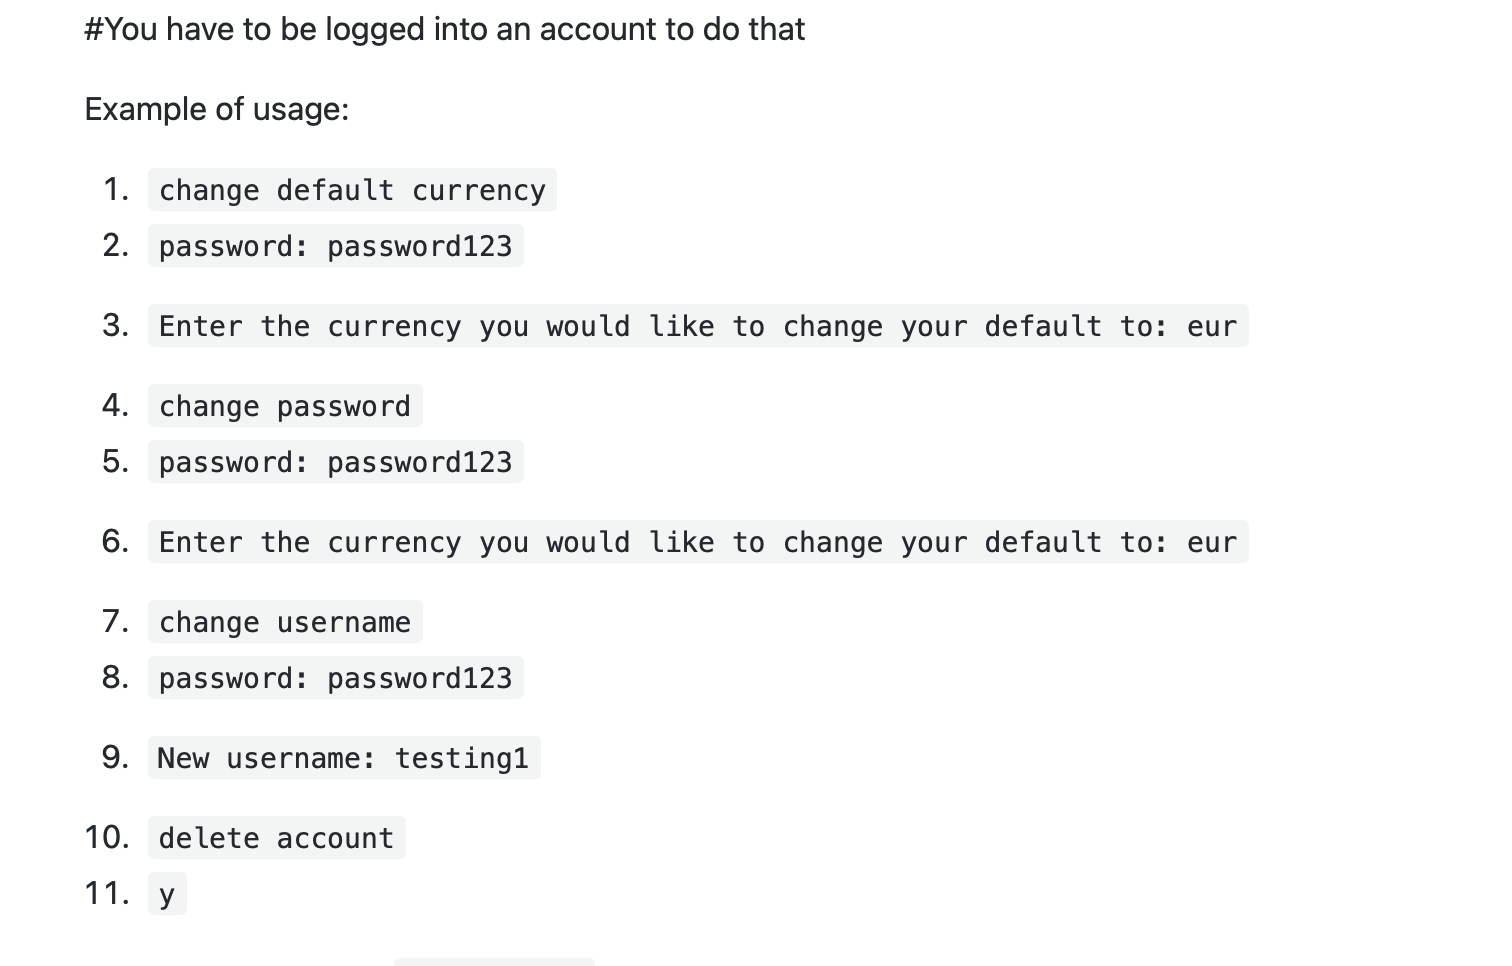 #You have to be logged into an account to do that
Example of usage:
1. change default currency
2. password: password123
3. Enter the currency you would like to change your default to: eur
4. change password
5. password: password123
6. Enter the currency you would like to change your default to: eur
7. change username
8. password: password123
9. New username: testing1
10. delete account
11. y